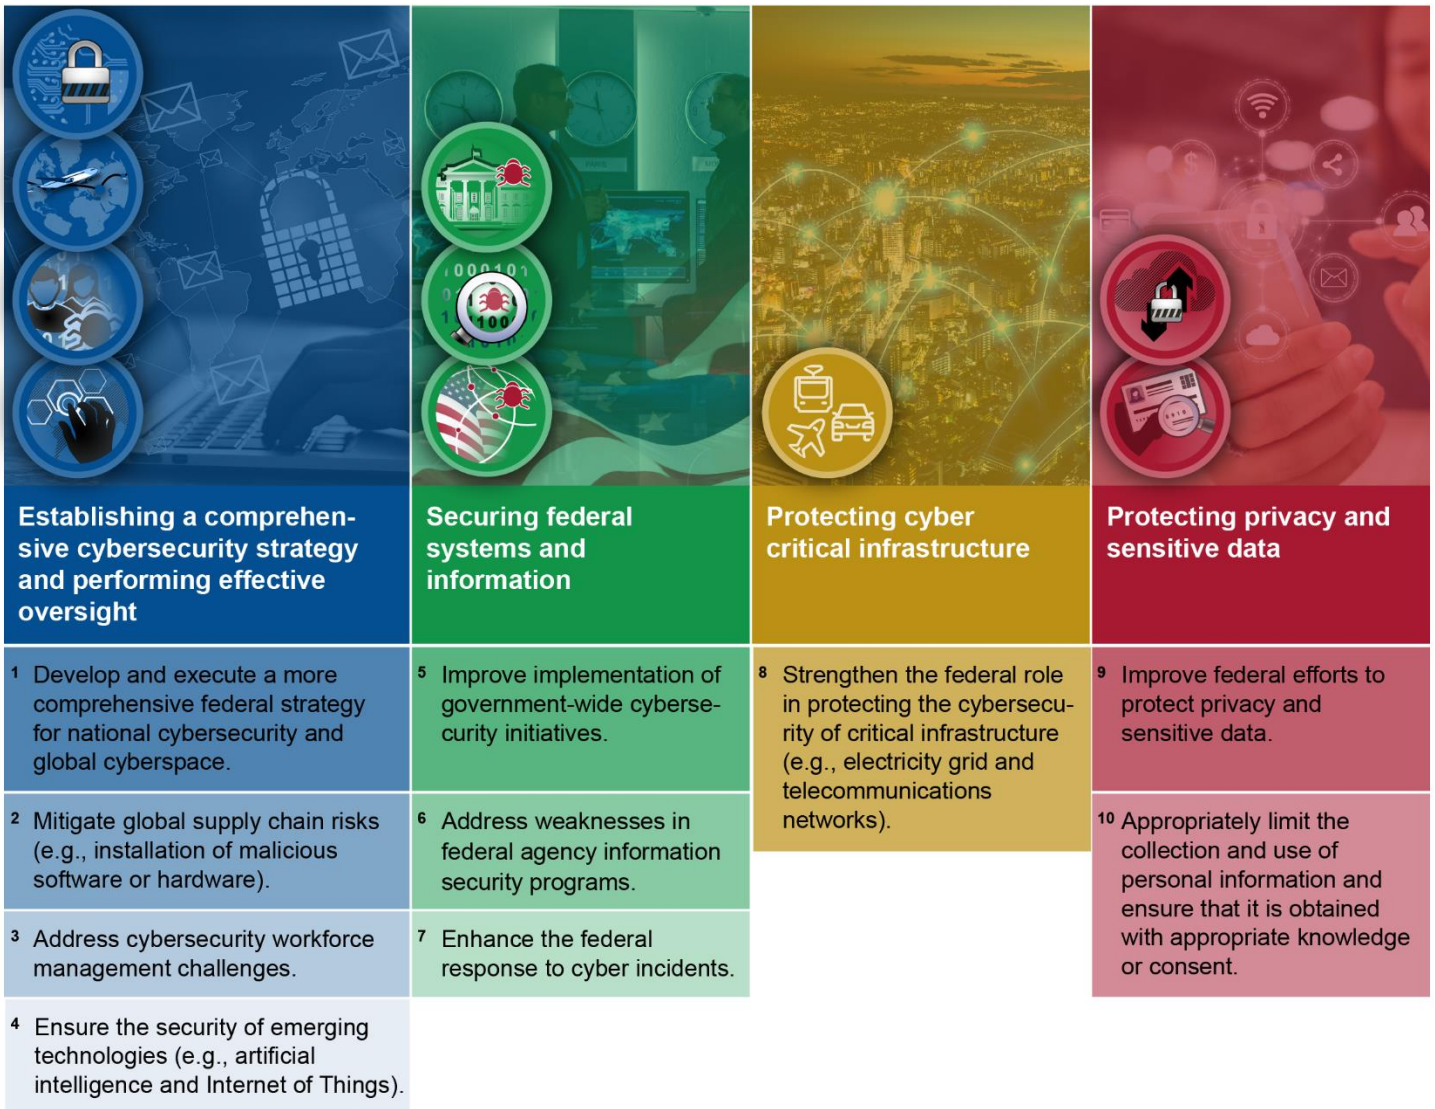 Establishing a comprehen-
sive cybersecurity strategy
and performing effective
oversight
1 Develop and execute a more
comprehensive federal strategy
for national cybersecurity and
global cyberspace.
2 Mitigate global supply chain risks
(e.g., installation of malicious
software or hardware).
3 Address cybersecurity workforce
management challenges.
4 Ensure the security of emerging
technologies (e.g., artificial
intelligence and Internet of Things).
Securing federal
systems and
information
5 Improve implementation of
government-wide cyberse-
curity initiatives.
6 Address weaknesses in
federal agency information
security programs.
7 Enhance the federal
response to cyber incidents.
Protecting cyber
critical infrastructure
8 Strengthen the federal role
in protecting the cybersecu-
rity of critical infrastructure
(e.g., electricity grid and
telecommunications
networks).
Protecting privacy and
sensitive data
9 Improve federal efforts to
protect privacy and
sensitive data.
10 Appropriately limit the
collection and use of
personal information and
ensure that it is obtained
with appropriate knowledge
or consent.